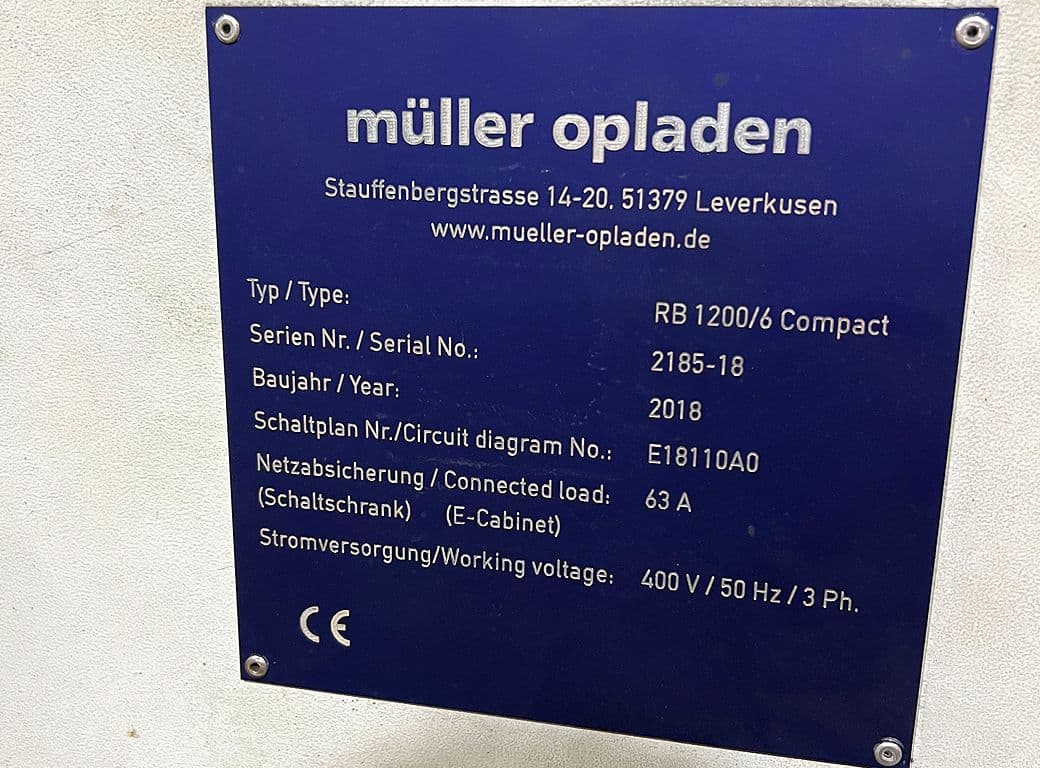 müller opladen
Stauffenbergstrasse 14-20. 51379 Leverkusen
www.mueller-opladen.de
Typ / Type: RB 1200/6 Compact
Serien Nr. / Serial No.: 2185-18
Baujahr / Year: 2018
Schaltplan Nr./Circuit diagram No.: E18110A0
Netzabsicherung / Connected load: 63 A
(Schaltschrank) (E-Cabinet)
Stromversorgung/Working voltage: 400 V / 50 Hz / 3 Ph.
CE